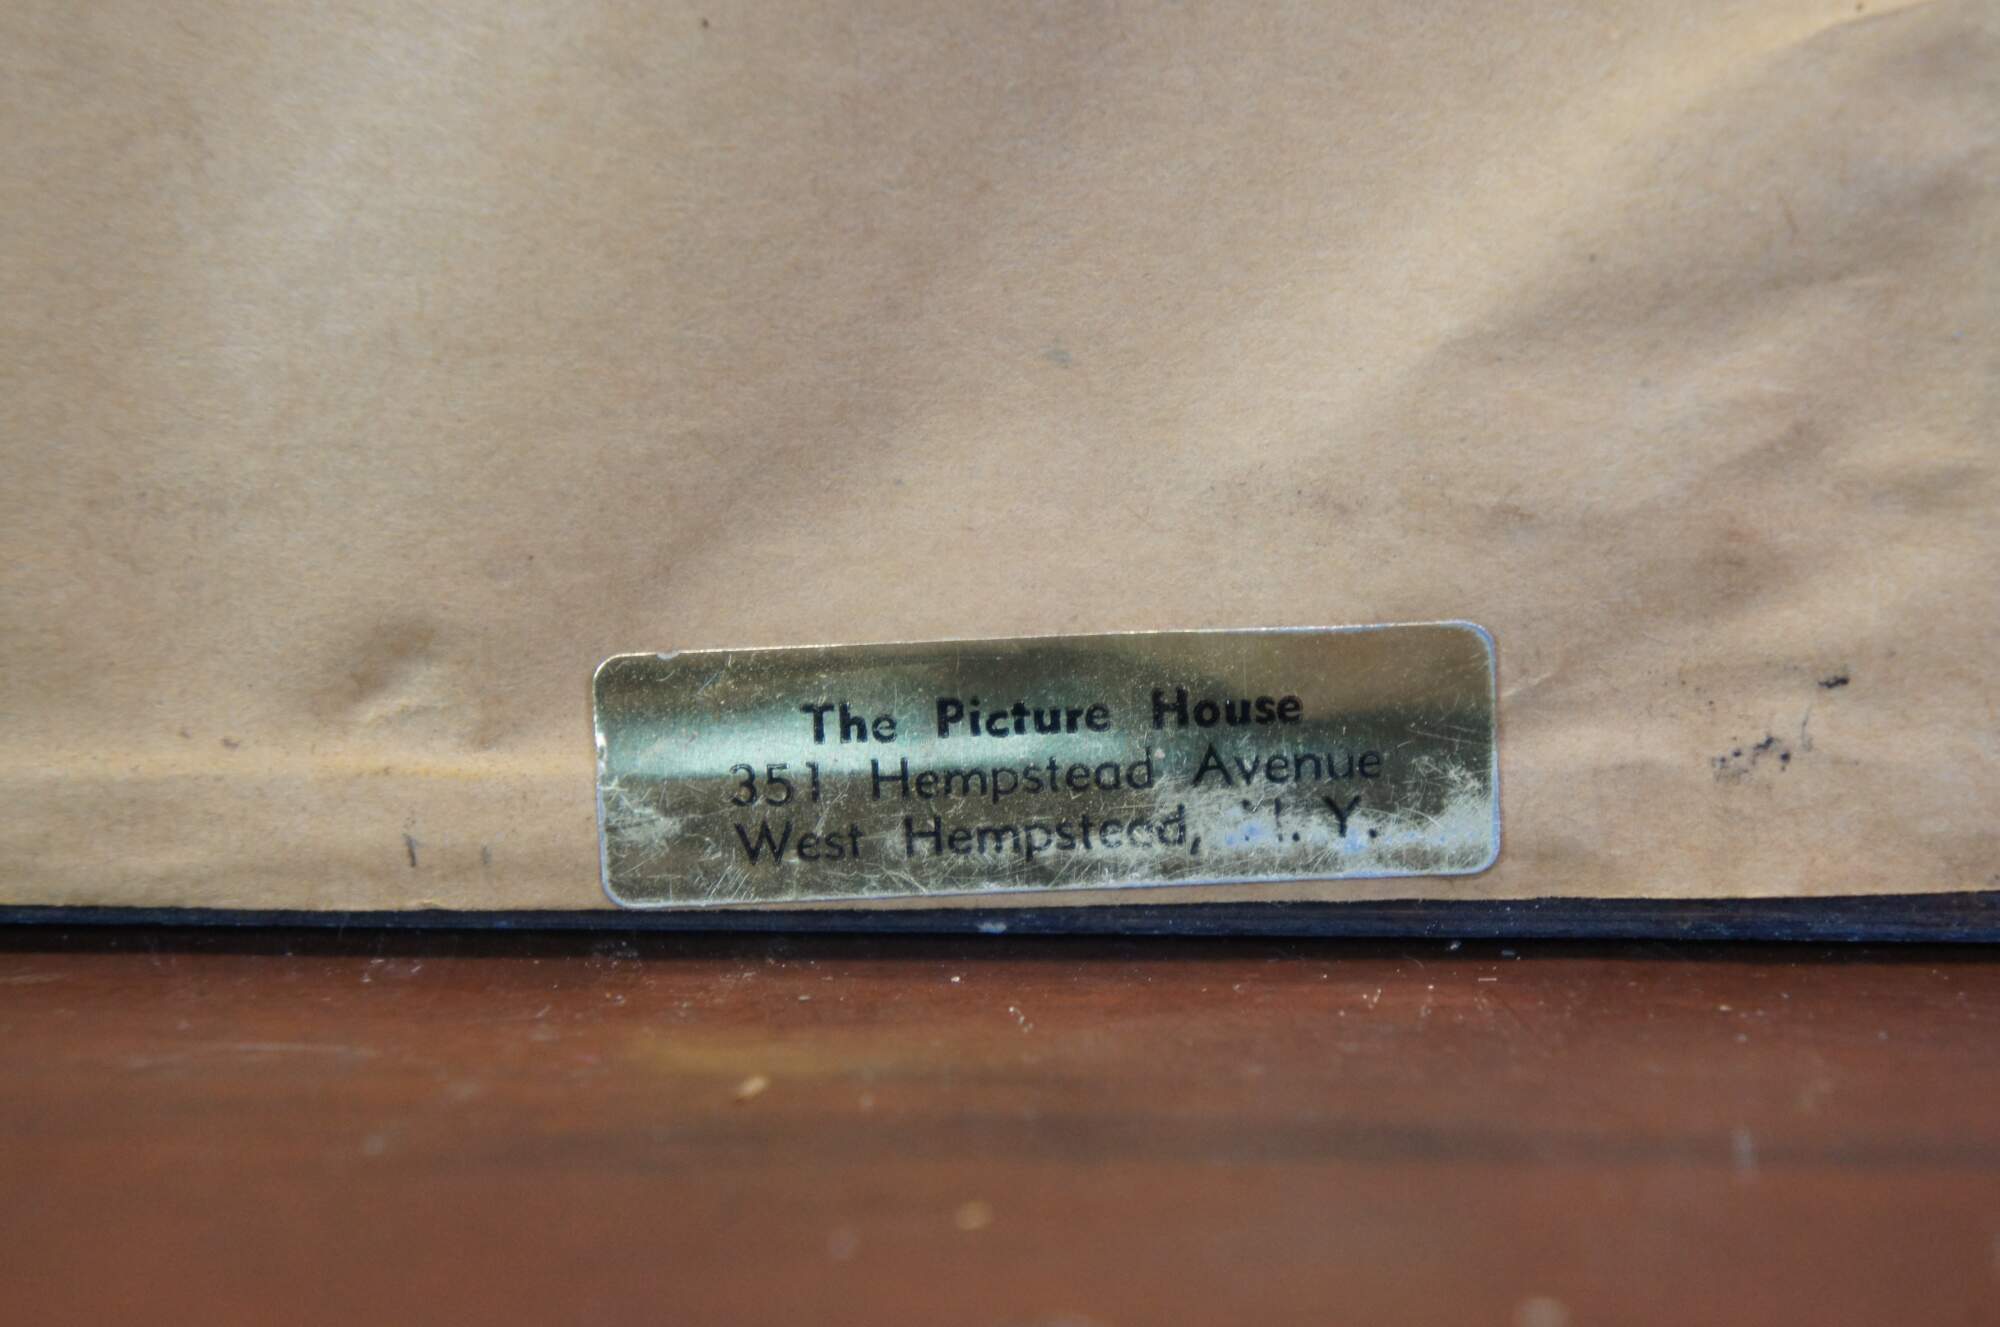 The Picture House
351 Hempstead Avenue
West Hempstead, N. Y.